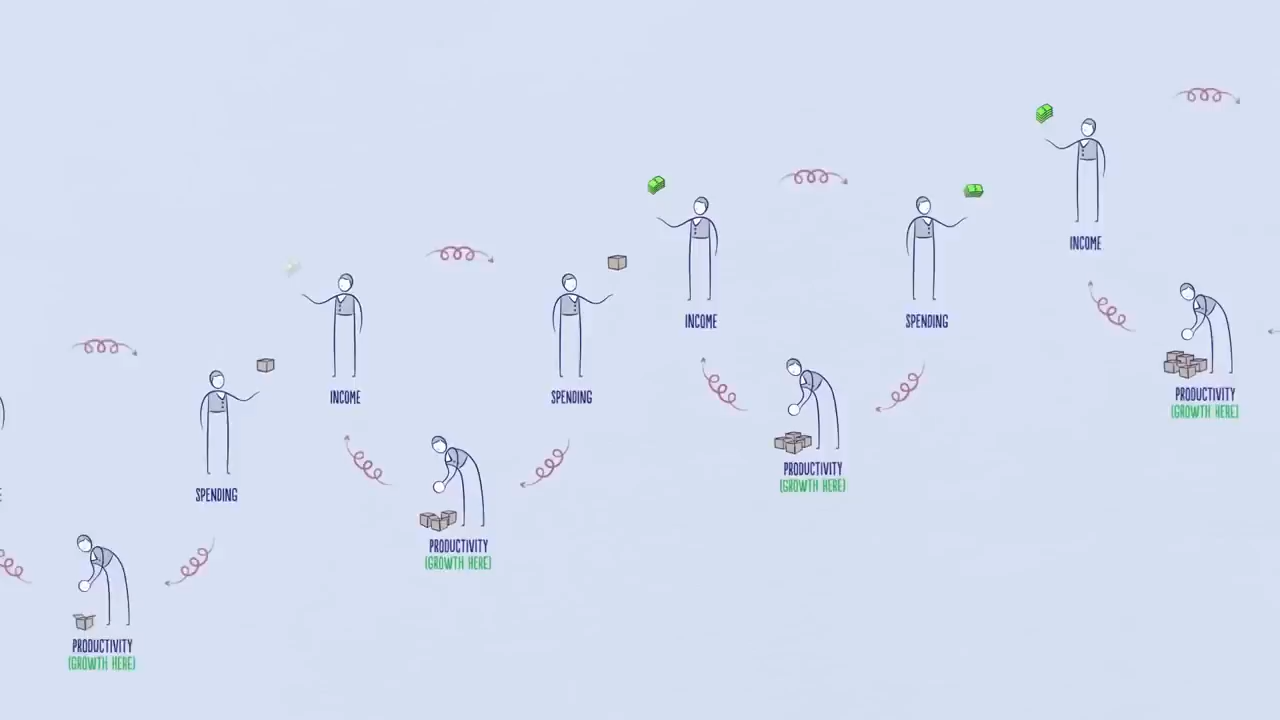 INCOME
INCOME
SPENDING
PRODUCTIVITY
(GROWTH HERE)
INCOME
SPENDING
PRODUCTIVITY
(GROWTH HERE)
SPENDING
PRODUCTIVITY
(GROWTH HERE)
PRODUCTIVITY
(GROWTH HERE)